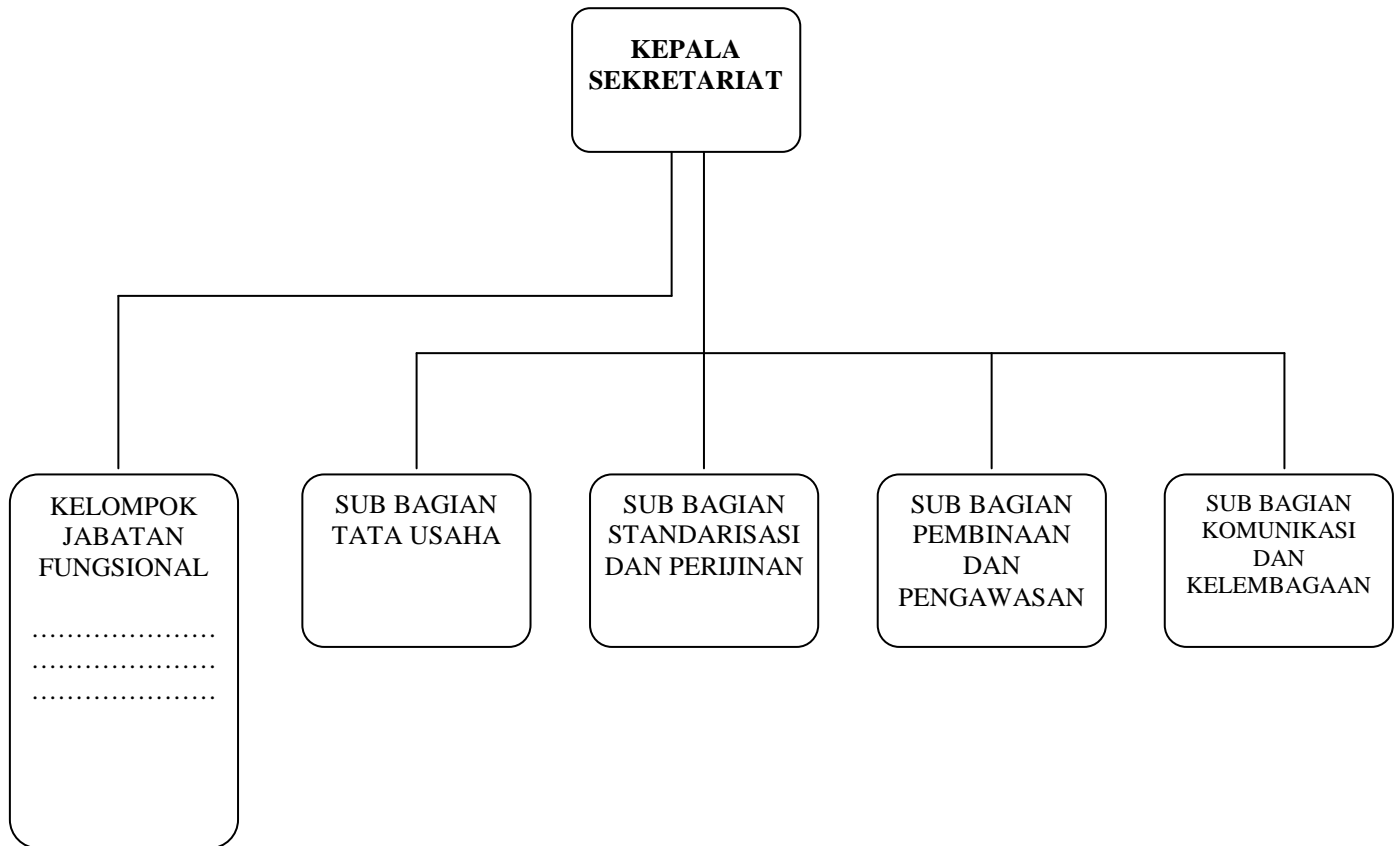 KEPALA
SEKRETARIAT
KELOMPOK
JABATAN
FUNGSIONAL
…………………
…………………
…………………
SUB BAGIAN
TATA USAHA
SUB BAGIAN
STANDARISASI
DAN PERIJINAN
SUB BAGIAN
PEMBINAAN
DAN
PENGAWASAN
SUB BAGIAN
KOMUNIKASI
DAN
KELEMBAGAAN